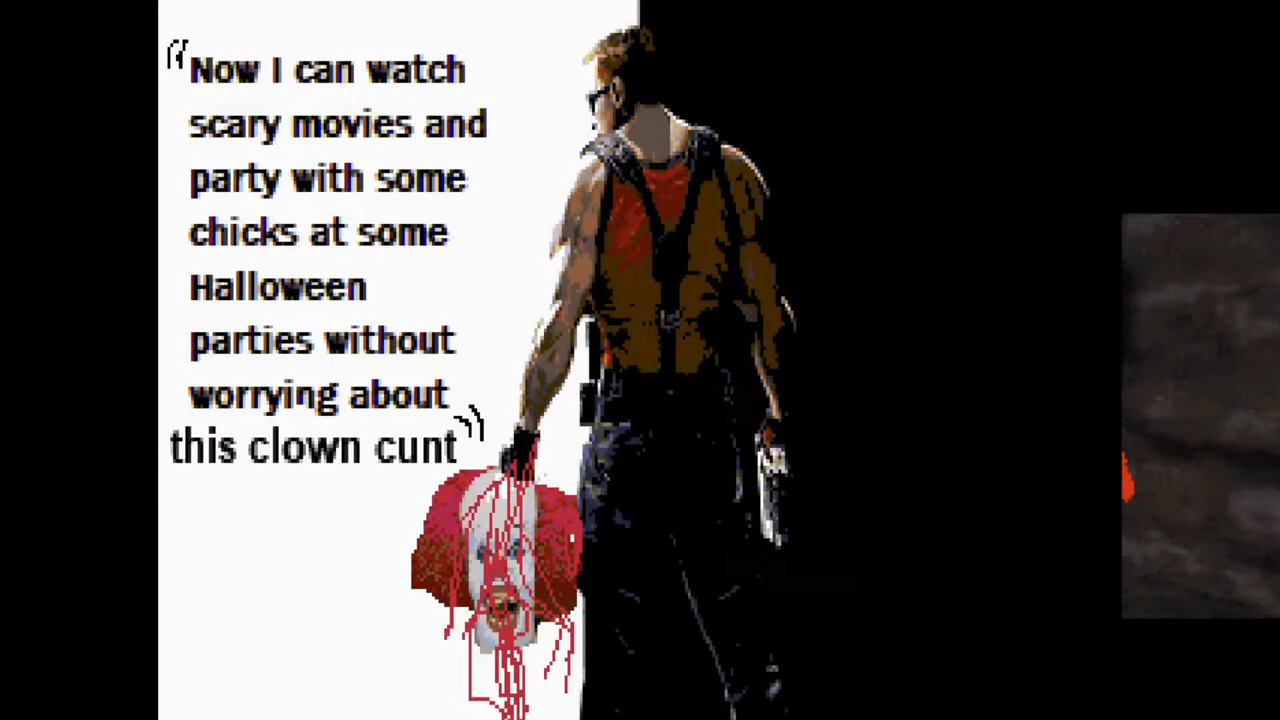 “Now I can watch
scary movies and
party with some
chicks at some
Halloween
parties without
worrying about
this clown cunt”